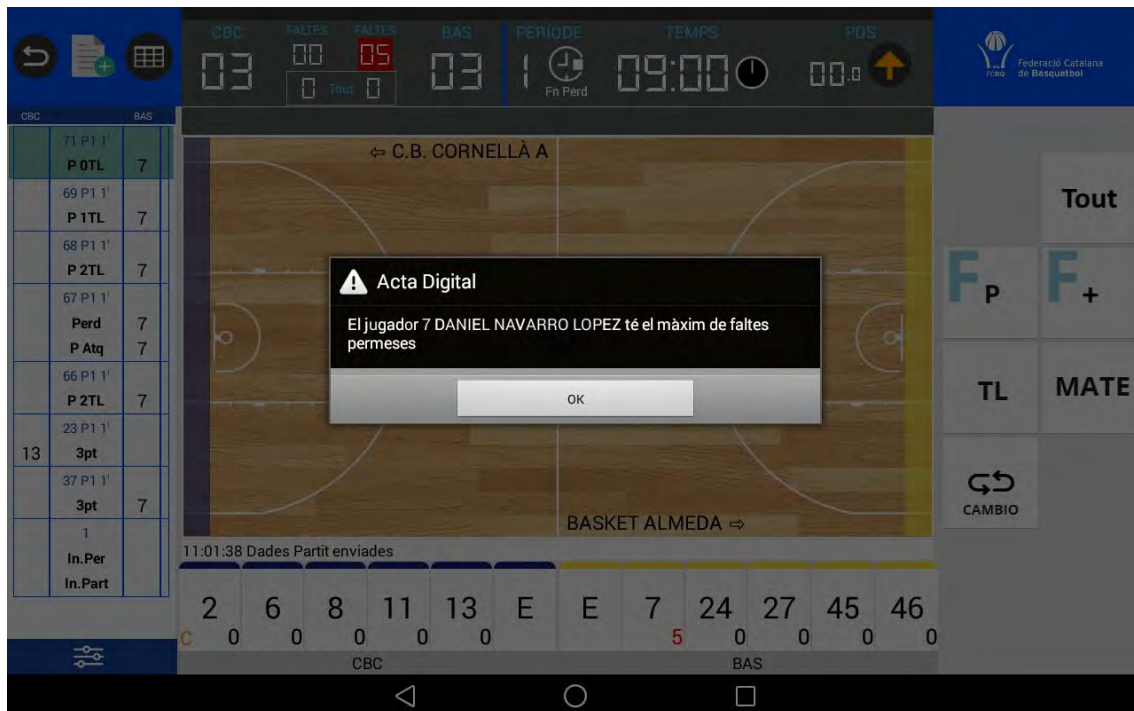 CBC
FALTES
FALTES
BAS
PERIODE
TEMPS
POS
03
00
05
03
1
Fn Perd
09:00
00.0
0
Tout
0
FCBQ
Federació Catalana
de Basquetbol
CBC
BAS
71 P1 1'
P 0TL
7
69 P1 1'
P 1TL
7
68 P1 1'
P 2TL
7
67 P1 1'
Perd
7
P Atq
7
66 P1 1'
P 2TL
7
23 P1 1'
13
3pt
37 P1 1'
3pt
7
1
In.Per
In.Part
⇦ C.B. CORNELLÀ A
Acta Digital
El jugador 7 DANIEL NAVARRO LOPEZ té el màxim de faltes
permeses
OK
BASKET ALMEDA ⇨
11:01:38 Dades Partit enviades
2 6 8 11 13 E E 7 24 27 45 46
C 0 0 0 0 0 5 0 0 0 0
CBC
BAS
Tout
F P
F +
TL
MATE
CAMBIO